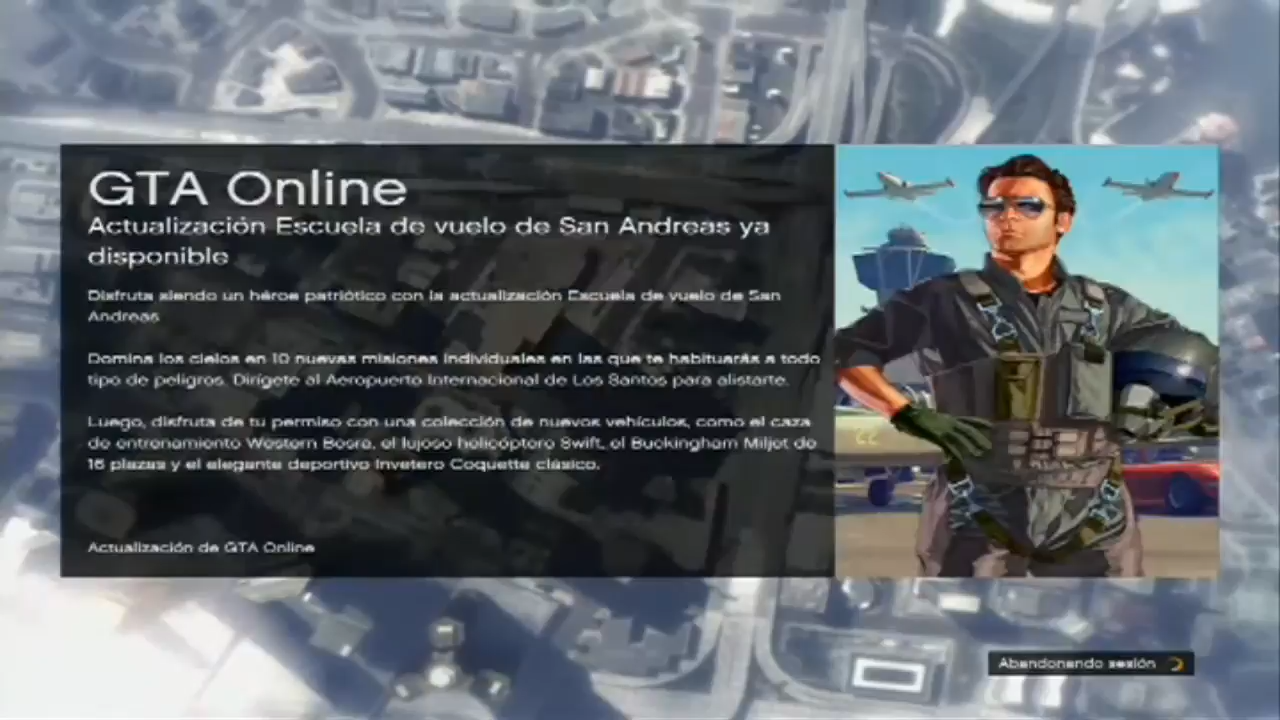 GTA Online
Actualización Escuela de vuelo de San Andreas ya
disponible
Disfruta siendo un héroe patriótico con la actualización Escuela de vuelo de San
Andreas
Domina los cielos en 10 nuevas misiones individuales en las que te habituarás a todo
tipo de peligros. Dirígete al Aeropuerto Internacional de Los Santos para alistarte.
Luego, disfruta de tu permiso con una colección de nuevos vehículos, como el caza
de entrenamiento Western Besra, el lujoso helicóptero Swift, el Buckingham Miljet de
16 plazas y el elegante deportivo Invetero Coquette clásico.
Actualización de GTA Online
Abandonando sesión